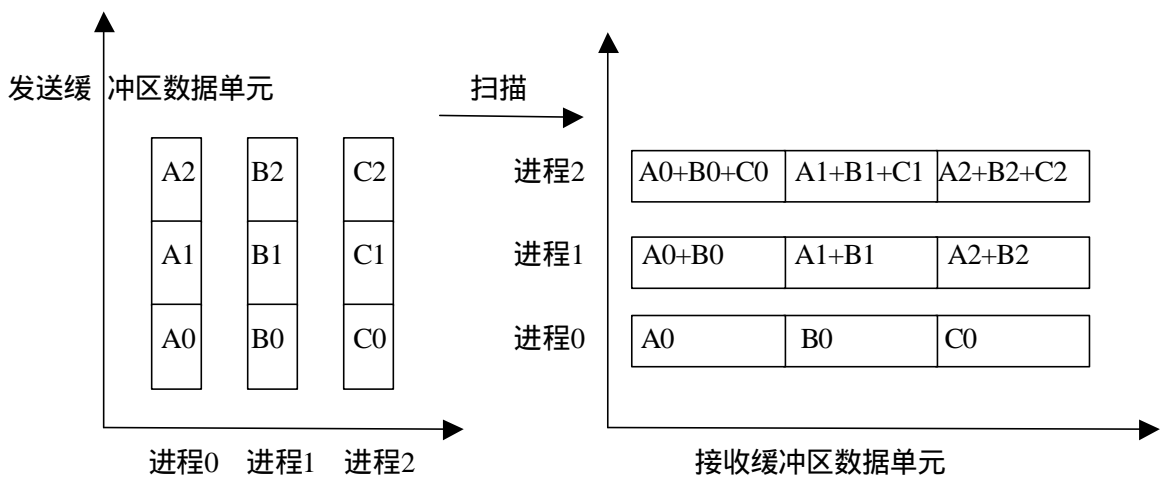 发送缓冲区数据单元
扫描
A2 B2 C2
A1 B1 C1
A0 B0 C0
进程0 进程1 进程2
进程2 A0+B0+C0 A1+B1+C1 A2+B2+C2
进程1 A0+B0 A1+B1 A2+B2
进程0 A0 B0 C0
接收缓冲区数据单元